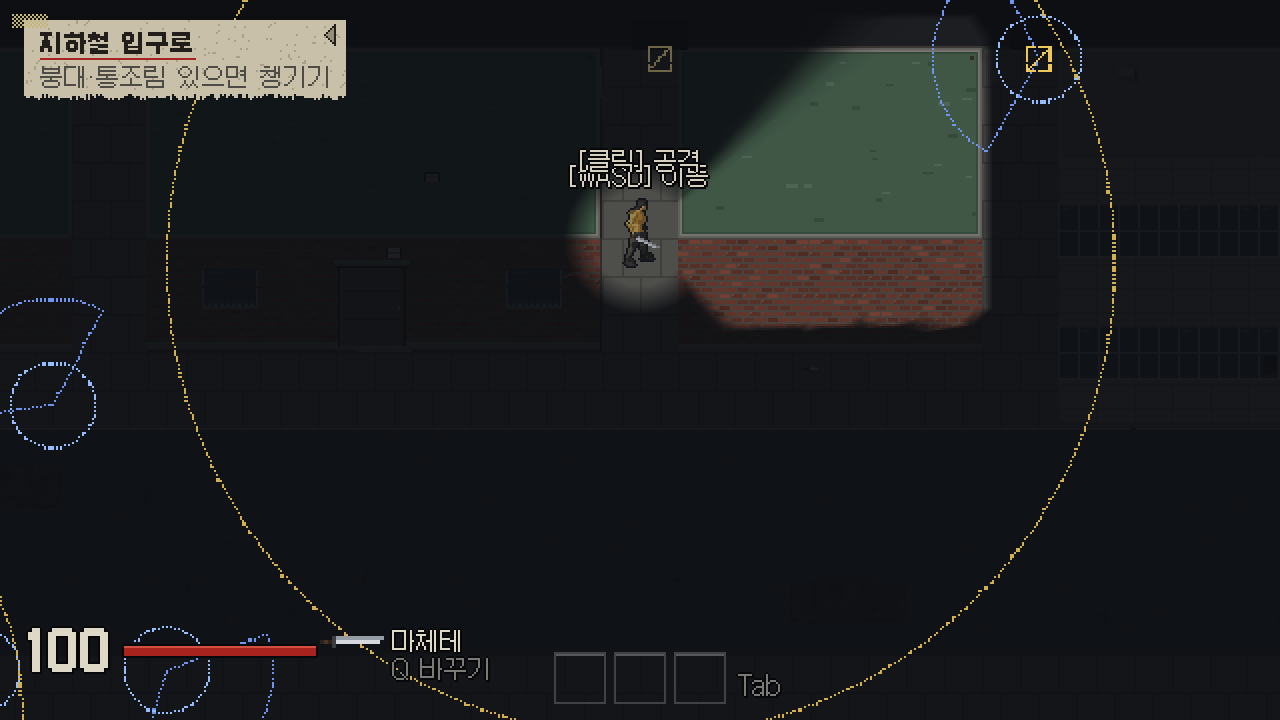 지하철 입구로
붕대·통조림 있으면 챙기기
[클릭] 공격
[WASD] 이동
100
마체테
Q 바꾸기
Tab